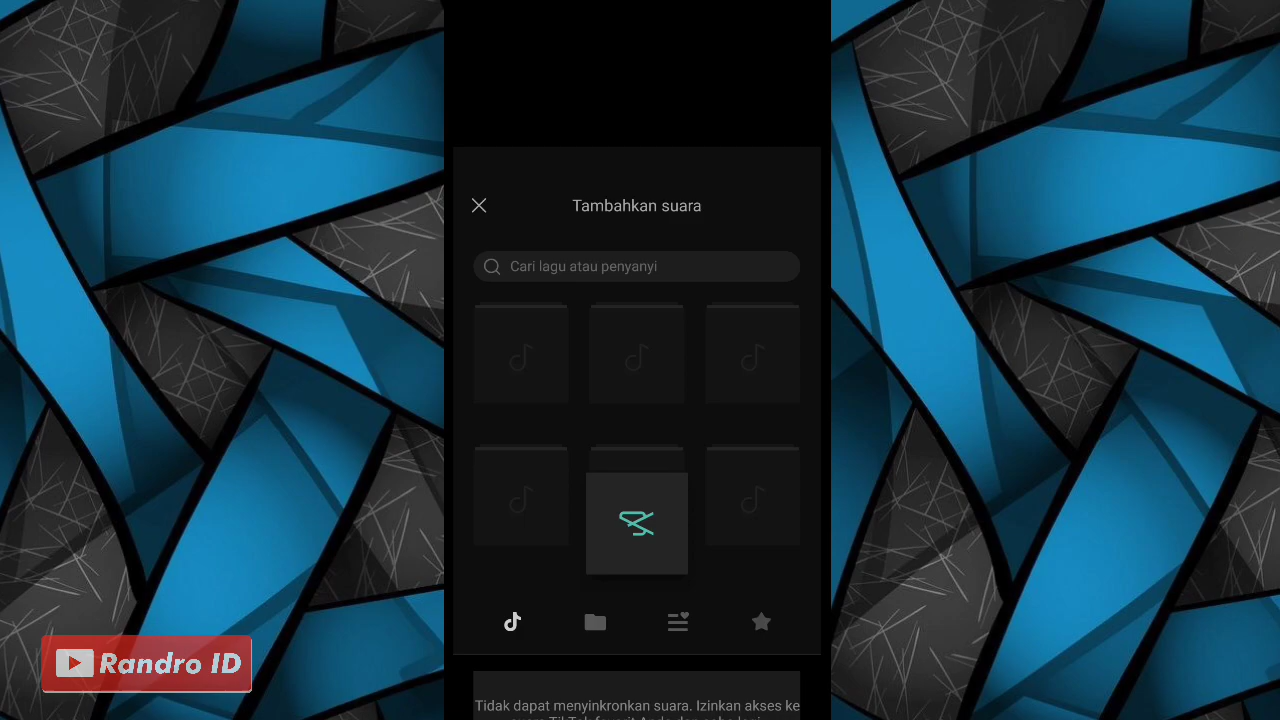 Tambahkan suara
Cari lagu atau penyanyi
Randro ID
Tidak dapat menyinkronkan suara. Izinkan akses ke